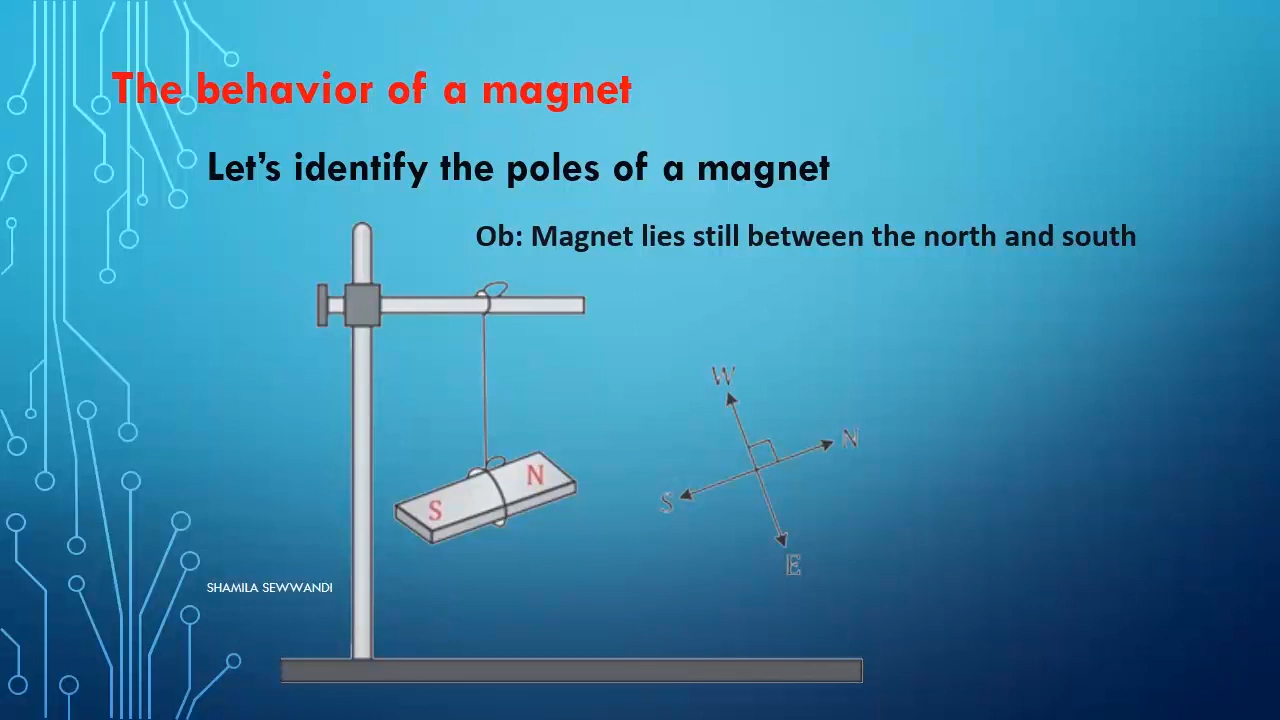 The behavior of a magnet
Let's identify the poles of a magnet
Ob: Magnet lies still between the north and south
W
N
S
E
N
S
SHAMILA SEWWANDI